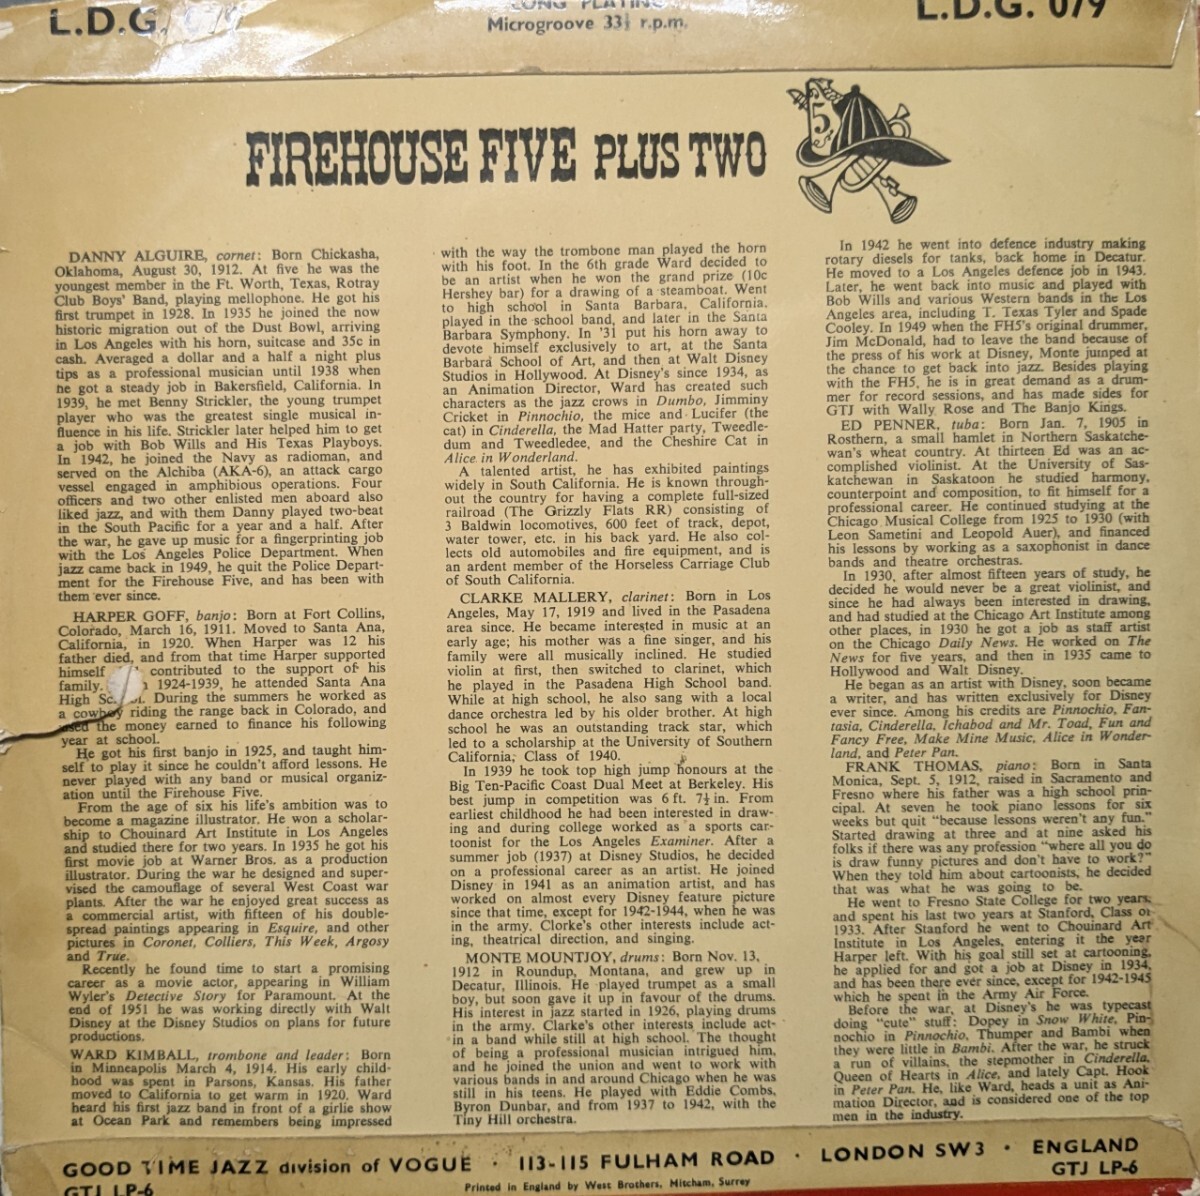 L.D.G.
LONG PLAYING
Microgroove 33⅓ r.p.m.
L.D.G. 079
FIREHOUSE FIVE PLUS TWO
5
DANNY ALGUIRE, cornet: Born Chickasha,
Oklahoma, August 30, 1912. At five he was the
youngest member in the Ft. Worth, Texas, Rotray
Club Boys' Band, playing mellophone. He got his
first trumpet in 1928. In 1935 he joined the now
historic migration out of the Dust Bowl, arriving
in Los Angeles with his horn, suitcase and 35c in
cash. Averaged a dollar and a half a night plus
tips as a professional musician until 1938 when
he got a steady job in Bakersfield, California. In
1939, he met Benny Strickler, the young trumpet
player who was the greatest single musical in-
fluence in his life. Strickler later helped him to get
a job with Bob Wills and His Texas Playboys.
In 1942, he joined the Navy as radioman, and
served on the Alchiba (AKA-6), an attack cargo
vessel engaged in amphibious operations. Four
officers and two other enlisted men aboard also
liked jazz, and with them Danny played two-beat
in the South Pacific for a year and a half. After
the war, he gave up music for a fingerprinting job
with the Los Angeles Police Department. When
jazz came back in 1949, he quit the Police Depart-
ment for the Firehouse Five, and has been with
them ever since.
HARPER GOFF, banjo: Born at Fort Collins,
Colorado, March 16, 1911. Moved to Santa Ana,
California, in 1920. When Harper was 12 his
father died, and from that time Harper supported
himself contributed to the support of his
family. 1924-1939, he attended Santa Ana
High During the summers he worked as
a cowboy riding the range back in Colorado, and
used the money earned to finance his following
year at school.
He got his first banjo in 1925, and taught him-
self to play it since he couldn't afford lessons. He
never played with any band or musical organiz-
ation until the Firehouse Five.
From the age of six his life's ambition was to
become a magazine illustrator. He won a scholar-
ship to Chouinard Art Institute in Los Angeles
and studied there for two years. In 1935 he got his
first movie job at Warner Bros. as a production
illustrator. During the war he designed and super-
vised the camouflage of several West Coast war
plants. After the war he enjoyed great success as
a commercial artist, with fifteen of his double-
spread paintings appearing in Esquire, and other
pictures in Coronet, Colliers, This Week, Argosy
and True.
Recently he found time to start a promising
career as a movie actor, appearing in William
Wyler's Detective Story for Paramount. At the
end of 1951 he was working directly with Walt
Disney at the Disney Studios on plans for future
productions.
WARD KIMBALL, trombone and leader: Born
in Minneapolis March 4, 1914. His early child-
hood was spent in Parsons, Kansas. His father
moved to California to get warm in 1920. Ward
heard his first jazz band in front of a girlie show
at Ocean Park and remembers being impressed
with the way the trombone man played the horn
with his foot. In the 6th grade Ward decided to
be an artist when he won the grand prize (10c
Hershey bar) for a drawing of a steamboat. Went
to high school in Santa Barbara, California,
played in the school band, and later in the Santa
Barbara Symphony. In '31 put his horn away to
devote himself exclusively to art, at the Santa
Barbara School of Art, and then at Walt Disney
Studios in Hollywood. At Disney's since 1934, as
an Animation Director, Ward has created such
characters as the jazz crows in Dumbo, Jimminy
Cricket in Pinnochio, the mice and Lucifer (the
cat) in Cinderella, the Mad Hatter party, Tweedle-
dum and Tweedledee, and the Cheshire Cat in
Alice in Wonderland.
A talented artist, he has exhibited paintings
widely in South California. He is known through-
out the country for having a complete full-sized
railroad (The Grizzly Flats RR) consisting of
3 Baldwin locomotives, 600 feet of track, depot,
water tower, etc. in his back yard. He also col-
lects old automobiles and fire equipment, and is
an ardent member of the Horseless Carriage Club
of South California.
CLARKE MALLERY, clarinet: Born in Los
Angeles, May 17, 1919 and lived in the Pasadena
area since. He became interested in music at an
early age; his mother was a fine singer, and his
family were all musically inclined. He studied
violin at first, then switched to clarinet, which
he played in the Pasadena High School band.
While at high school, he also sang with a local
dance orchestra led by his older brother. At high
school he was an outstanding track star, which
led to a scholarship at the University of Southern
California, Class of 1940.
In 1939 he took top high jump honours at the
Big Ten-Pacific Coast Dual Meet at Berkeley. His
best jump in competition was 6 ft. 7½ in. From
earliest childhood he had been interested in draw-
ing and during college worked as a sports car-
toonist for the Los Angeles Examiner. After a
summer job (1937) at Disney Studios, he decided
on a professional career as an artist. He joined
Disney in 1941 as an animation artist, and has
worked on almost every Disney feature picture
since that time, except for 1942-1944, when he was
in the army. Clorke's other interests include act-
ing, theatrical direction, and singing.
MONTE MOUNTJOY, drums: Born Nov. 13,
1912 in Roundup, Montana, and grew up in
Decatur, Illinois. He played trumpet as a small
boy, but soon gave it up in favour of the drums.
His interest in jazz started in 1926, playing drums
in the army. Clarke's other interests include act-
in a band while still at high school. The thought
of being a professional musician intrigued him,
and he joined the union and went to work with
various bands in and around Chicago when he was
still in his teens. He played with Eddie Combs,
Byron Dunbar, and from 1937 to 1942, with the
Tiny Hill orchestra.
In 1942 he went into defence industry making
rotary diesels for tanks, back home in Decatur.
He moved to a Los Angeles defence job in 1943.
Later, he went back into music and played with
Bob Wills and various Western bands in the Los
Angeles area, including T. Texas Tyler and Spade
Cooley. In 1949 when the FH5's original drummer,
Jim McDonald, had to leave the band because of
the press of his work at Disney, Monte jumped at
the chance to get back into jazz. Besides playing
with the FH5, he is in great demand as a drum-
mer for record sessions, and has made sides for
GTJ with Wally Rose and The Banjo Kings.
ED PENNER, tuba: Born Jan. 7, 1905 in
Rosthern, a small hamlet in Northern Saskatche-
wan's wheat country. At thirteen Ed was an ac-
complished violinist. At the University of Sas-
katchewan in Saskatoon he studied harmony,
counterpoint and composition, to fit himself for a
professional career. He continued studying at the
Chicago Musical College from 1925 to 1930 (with
Leon Sametini and Leopold Auer), and financed
his lessons by working as a saxophonist in dance
bands and theatre orchestras.
In 1930, after almost fifteen years of study, he
decided he would never be a great violinist, and
since he had always been interested in drawing,
and had studied at the Chicago Art Institute among
other places, in 1930 he got a job as staff artist
on the Chicago Daily News. He worked on The
News for five years, and then in 1935 came to
Hollywood and Walt Disney.
He began as an artist with Disney, soon became
a writer, and has written exclusively for Disney
ever since. Among his credits are Pinochio, Fan-
tasia, Cinderella, Ichabod and Mr. Toad, Fun and
Fancy Free, Make Mine Music, Alice in Wonder-
land, and Peter Pan.
FRANK THOMAS, piano: Born in Santa
Monica, Sept. 5, 1912, raised in Sacramento and
Fresno where his father was a high school prin-
cipal. At seven he took piano lessons for six
weeks but quit "because lessons weren't any fun."
Started drawing at three and at nine asked his
folks if there was any profession "where all you do
is draw funny pictures and don't have to work?"
When they told him about cartoonists, he decided
that was what he was going to be.
He went to Fresno State College for two years,
and spent his last two years at Stanford, Class of
1933. After Stanford he went to Chouinard Art
Institute in Los Angeles, entering it the year
Harper left. With his goal still set at cartooning,
he applied for and got a job at Disney in 1934,
and has been there ever since, except for 1942-1945
which he spent in the Army Air Force.
Before the war, at Disney's he was typecast
doing "cute" stuff: Dopey in Snow White, Pin-
nochio in Pinnochio, Thumper and Bambi when
they were little in Bambi. After the war, he struck
a run of villains, the stepmother in Cinderella,
Queen of Hearts in Alice, and lately Capt. Hook
in Peter Pan. He, like Ward, heads a unit as Ani-
mation Director, and is considered one of the top
men in the industry.
GOOD TIME JAZZ division of VOGUE · 113-115 FULHAM ROAD · LONDON SW3 · ENGLAND
GTJ LP-6
GTJ LP-6
Printed in England by West Brothers, Mitcham, Surrey